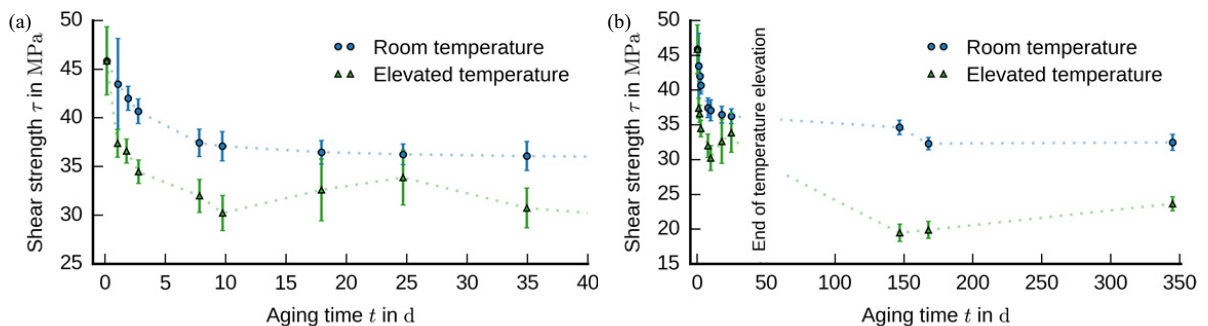 (a)
50
45
40
35
30
25
Shear strength τ in MPa
Room temperature
Elevated temperature
0 5 10 15 20 25 30 35 40
Aging time t in d
(b)
50
45
40
35
30
25
20
15
Shear strength τ in MPa
End of temperature elevation
Room temperature
Elevated temperature
0 50 100 150 200 250 300 350
Aging time t in d